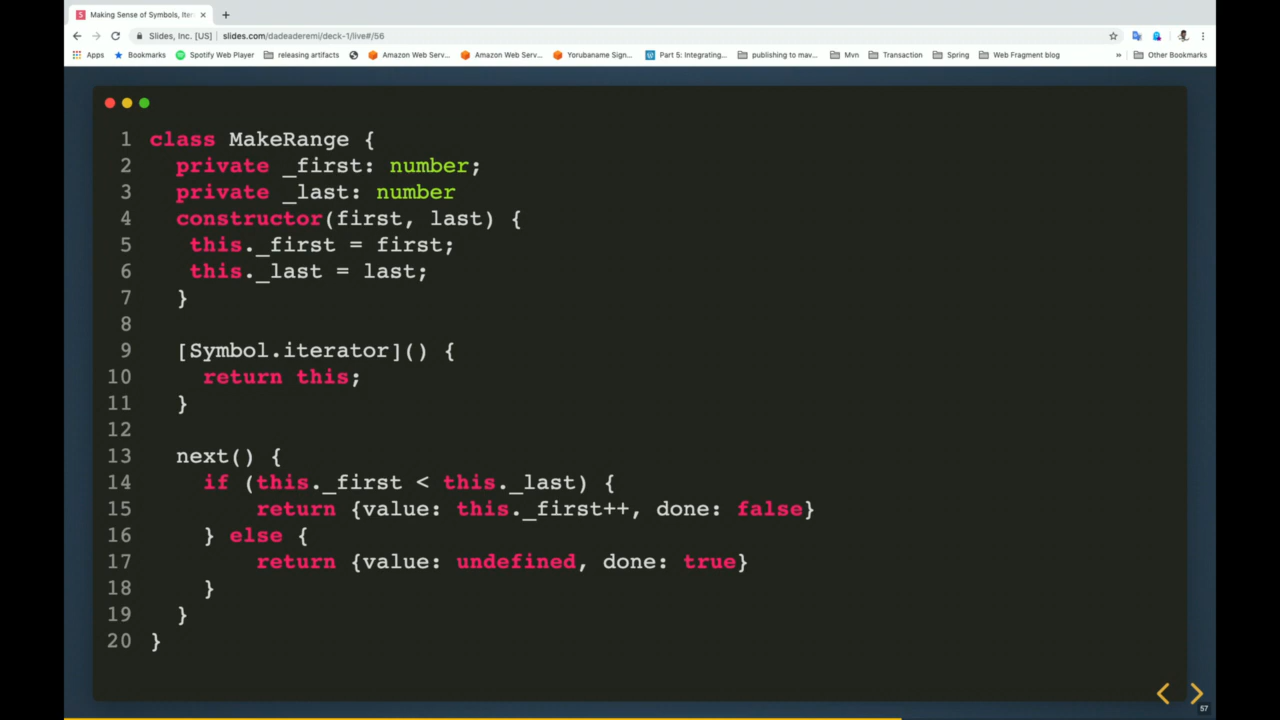 Making Sense of Symbols, Iter
Slides, Inc. [US] slides.com/dadeaderemi/deck-1/live#/56
Apps Bookmarks Spotify Web Player releasing artifacts Amazon Web Serv... Amazon Web Serv... Yorubaname Sign... Part 5: Integrating... publishing to mav... Mvn Transaction Spring Web Fragment blog » Other Bookmarks
1 class MakeRange {
2 private _first: number;
3 private _last: number
4 constructor(first, last) {
5 this._first = first;
6 this._last = last;
7 }
8
9 [Symbol.iterator]() {
10 return this;
11 }
12
13 next() {
14 if (this._first < this._last) {
15 return {value: this._first++, done: false}
16 } else {
17 return {value: undefined, done: true}
18 }
19 }
20 }
57